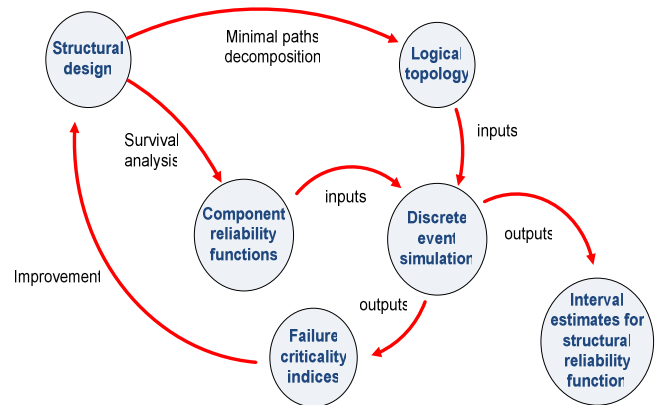 Structural
design
Minimal paths
decomposition
Logical
topology
Survival
analysis
inputs
Component
reliability
functions
inputs
Discrete
event
simulation
outputs
Improvement
outputs
Failure
criticality
indices
Interval
estimates for
structural
reliability
function